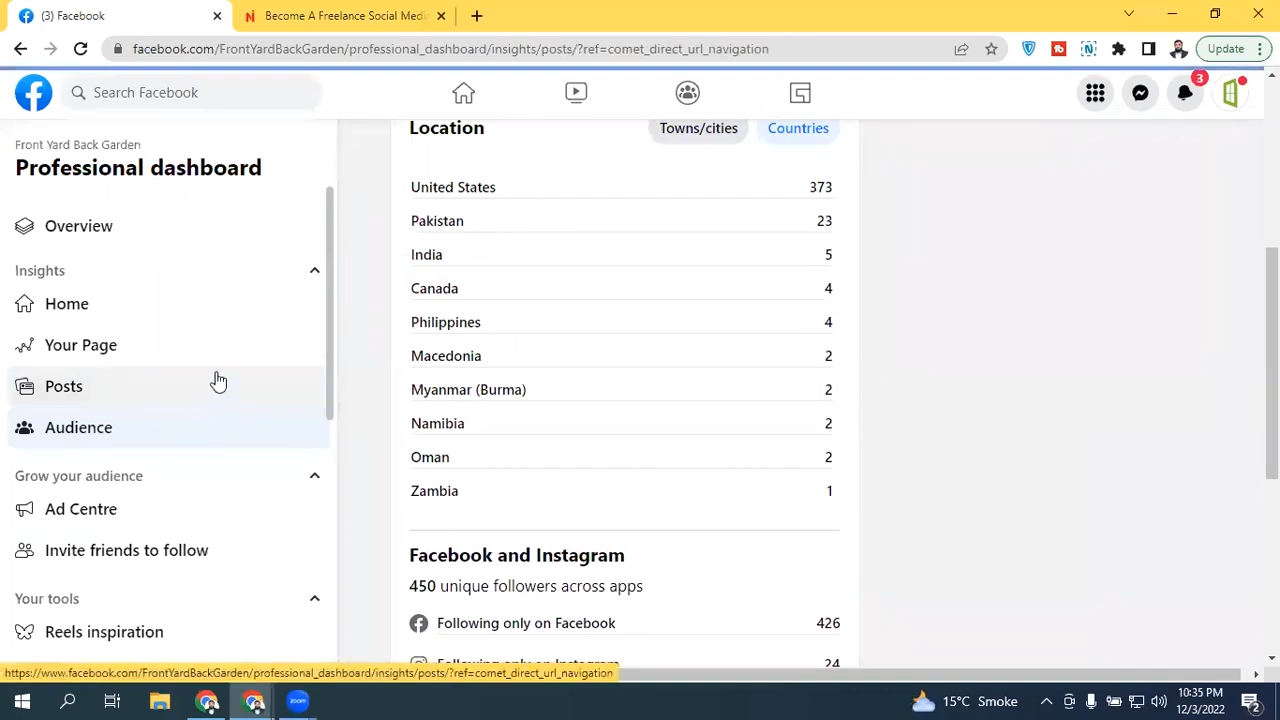 (3) Facebook
Become A Freelance Social Medi
facebook.com/FrontYardBackGarden/professional_dashboard/insights/posts/?ref=comet_direct_url_navigation
Update
Search Facebook
3
Front Yard Back Garden
Professional dashboard
Overview
Insights
Home
Your Page
Posts
Audience
Grow your audience
Ad Centre
Invite friends to follow
Your tools
Reels inspiration
Location
Towns/cities
Countries
United States 373
Pakistan 23
India 5
Canada 4
Philippines 4
Macedonia 2
Myanmar (Burma) 2
Namibia 2
Oman 2
Zambia 1
Facebook and Instagram
450 unique followers across apps
Following only on Facebook 426
Following only on Instagram 24
https://www.facebook.com/FrontYardBackGarden/professional_dashboard/insights/posts/?ref=comet_direct_url_navigation
15°C Smoke
10:35 PM
12/3/2022
2